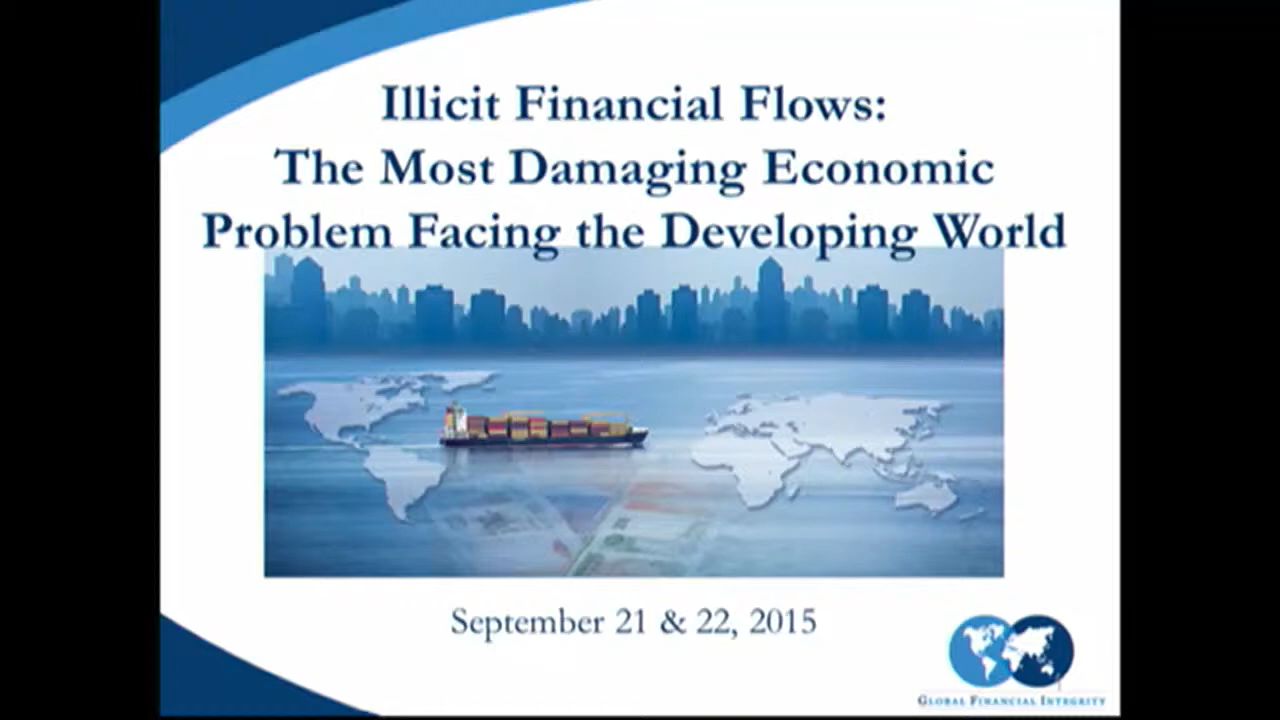 Illicit Financial Flows:
The Most Damaging Economic
Problem Facing the Developing World
September 21 & 22, 2015
Global Financial Integrity